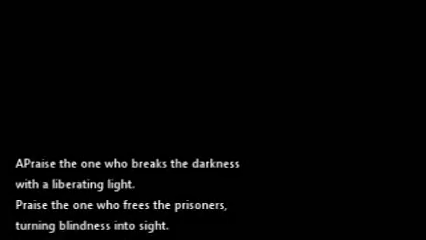 APraise the one who breaks the darkness
with a liberating light.
Praise the one who frees the prisoners,
turning blindness into sight.